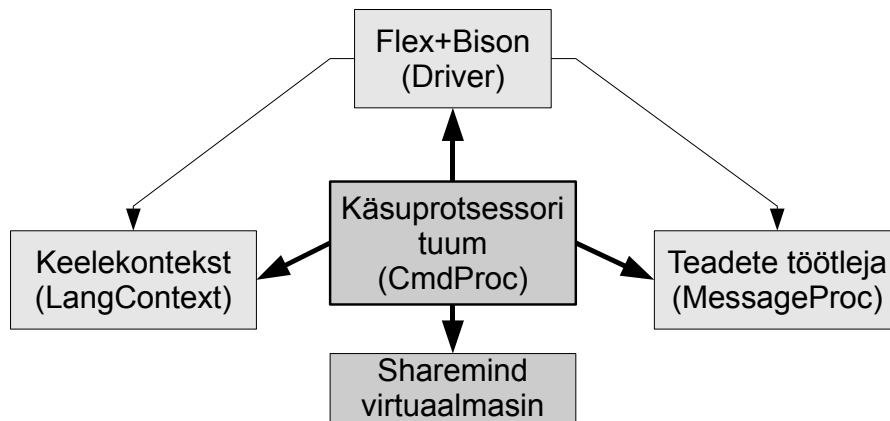 Flex+Bison
(Driver)
Käsuprotsessori
tuum
(CmdProc)
Keelekontekst
(LangContext)
Teadete töötleja
(MessageProc)
Sharemind
virtuaalmasin